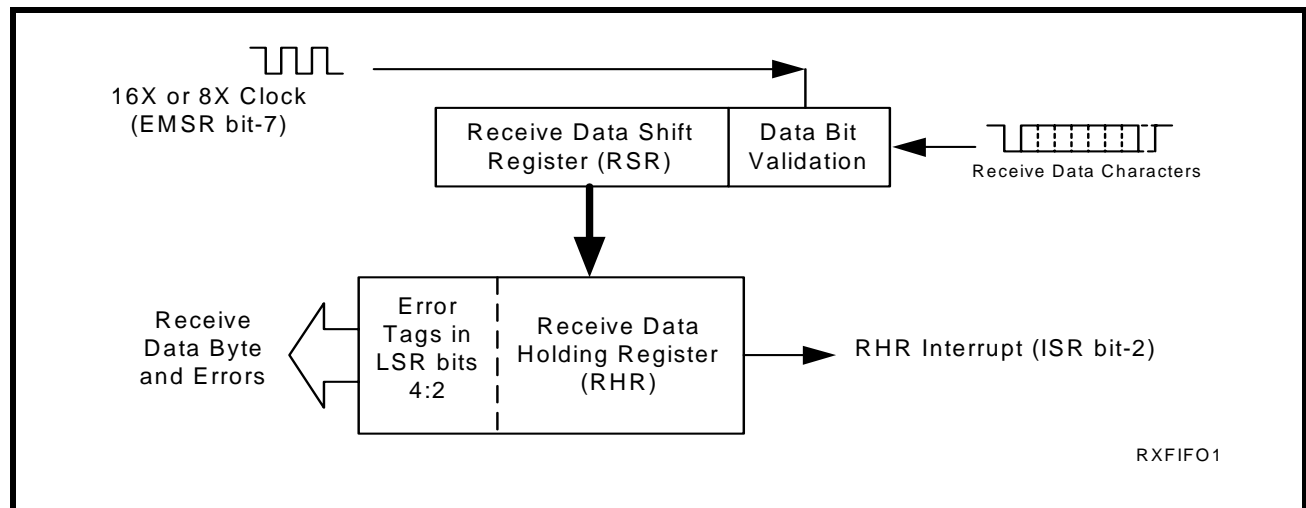 16X or 8X Clock
(EMSR bit-7)
Receive Data Shift
Register (RSR)
Data Bit
Validation
Receive Data Characters
Receive
Data Byte
and Errors
Error
Tags in
LSR bits
4:2
Receive Data
Holding Register
(RHR)
RHR Interrupt (ISR bit-2)
RXFIFO1